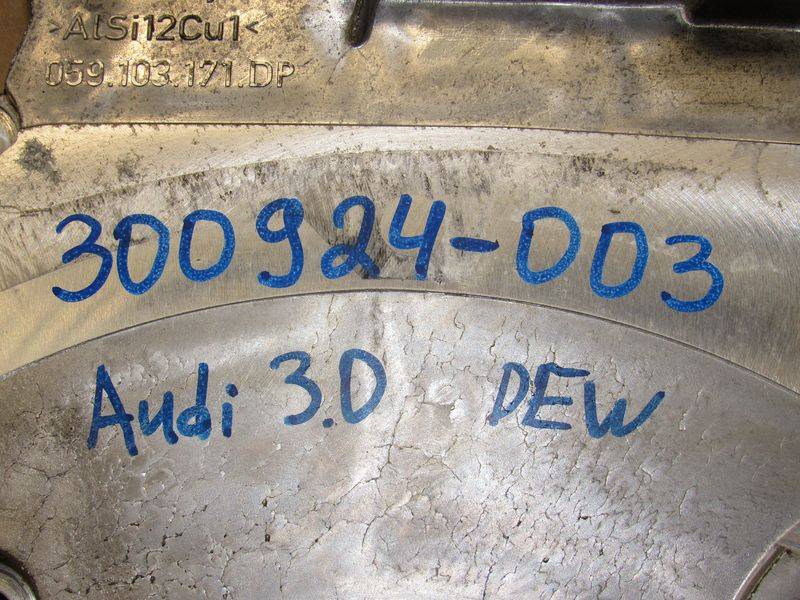 >AlSi12Cu1<
059.103.171.DP
300924-003
Audi 3.0 DEW